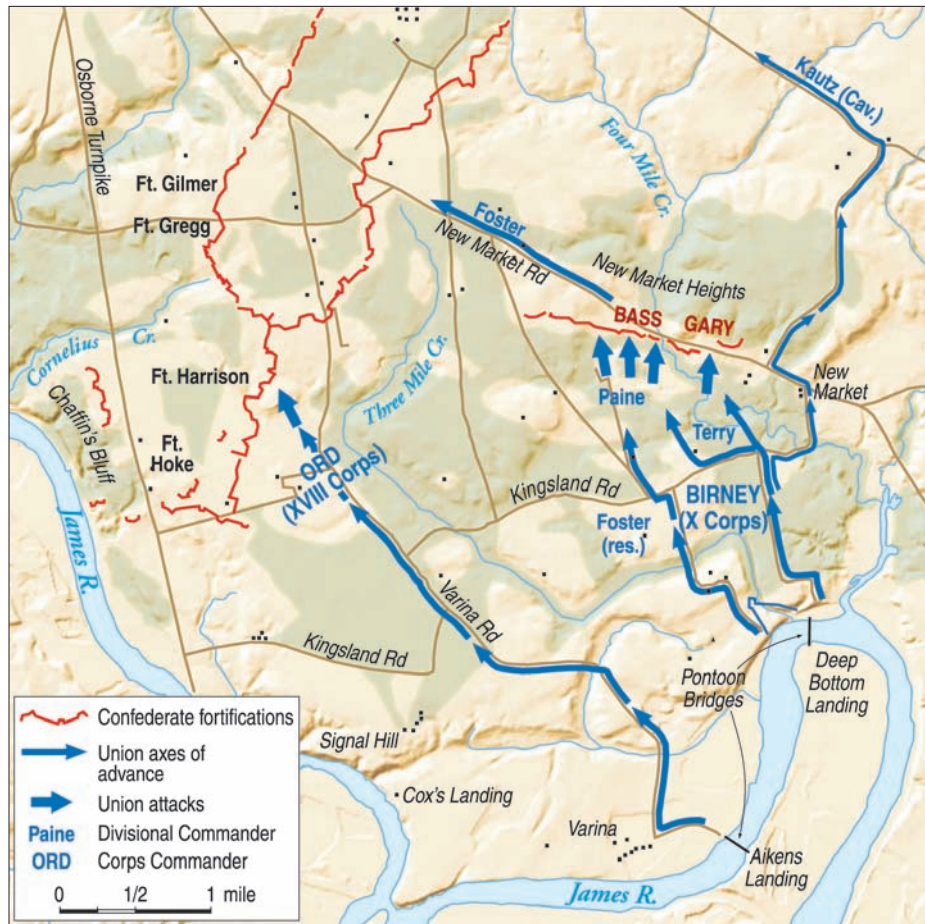 Osborne Turnpike
Kautz (Cav.)
Four Mile Cr.
Ft. Gilmer
Ft. Gregg
Foster
New Market Rd
New Market Heights
BASS
GARY
Cornelius
Cr.
Ft. Harrison
Three Mile Cr.
Paine
New
Market
Chaffin's Bluff
Ft.
Hoke
Terry
ORD
(XVIII Corps)
Kingsland Rd
BIRNEY
(X Corps)
James R.
Foster
(res.)
Varina Rd
Kingsland Rd
Pontoon
Bridges
Deep
Bottom
Landing
Confederate fortifications
Signal Hill
Union axes of
advance
Cox's Landing
Union attacks
Paine Divisional Commander
Varina
ORD Corps Commander
Aikens
Landing
0 1/2 1 mile
James R.